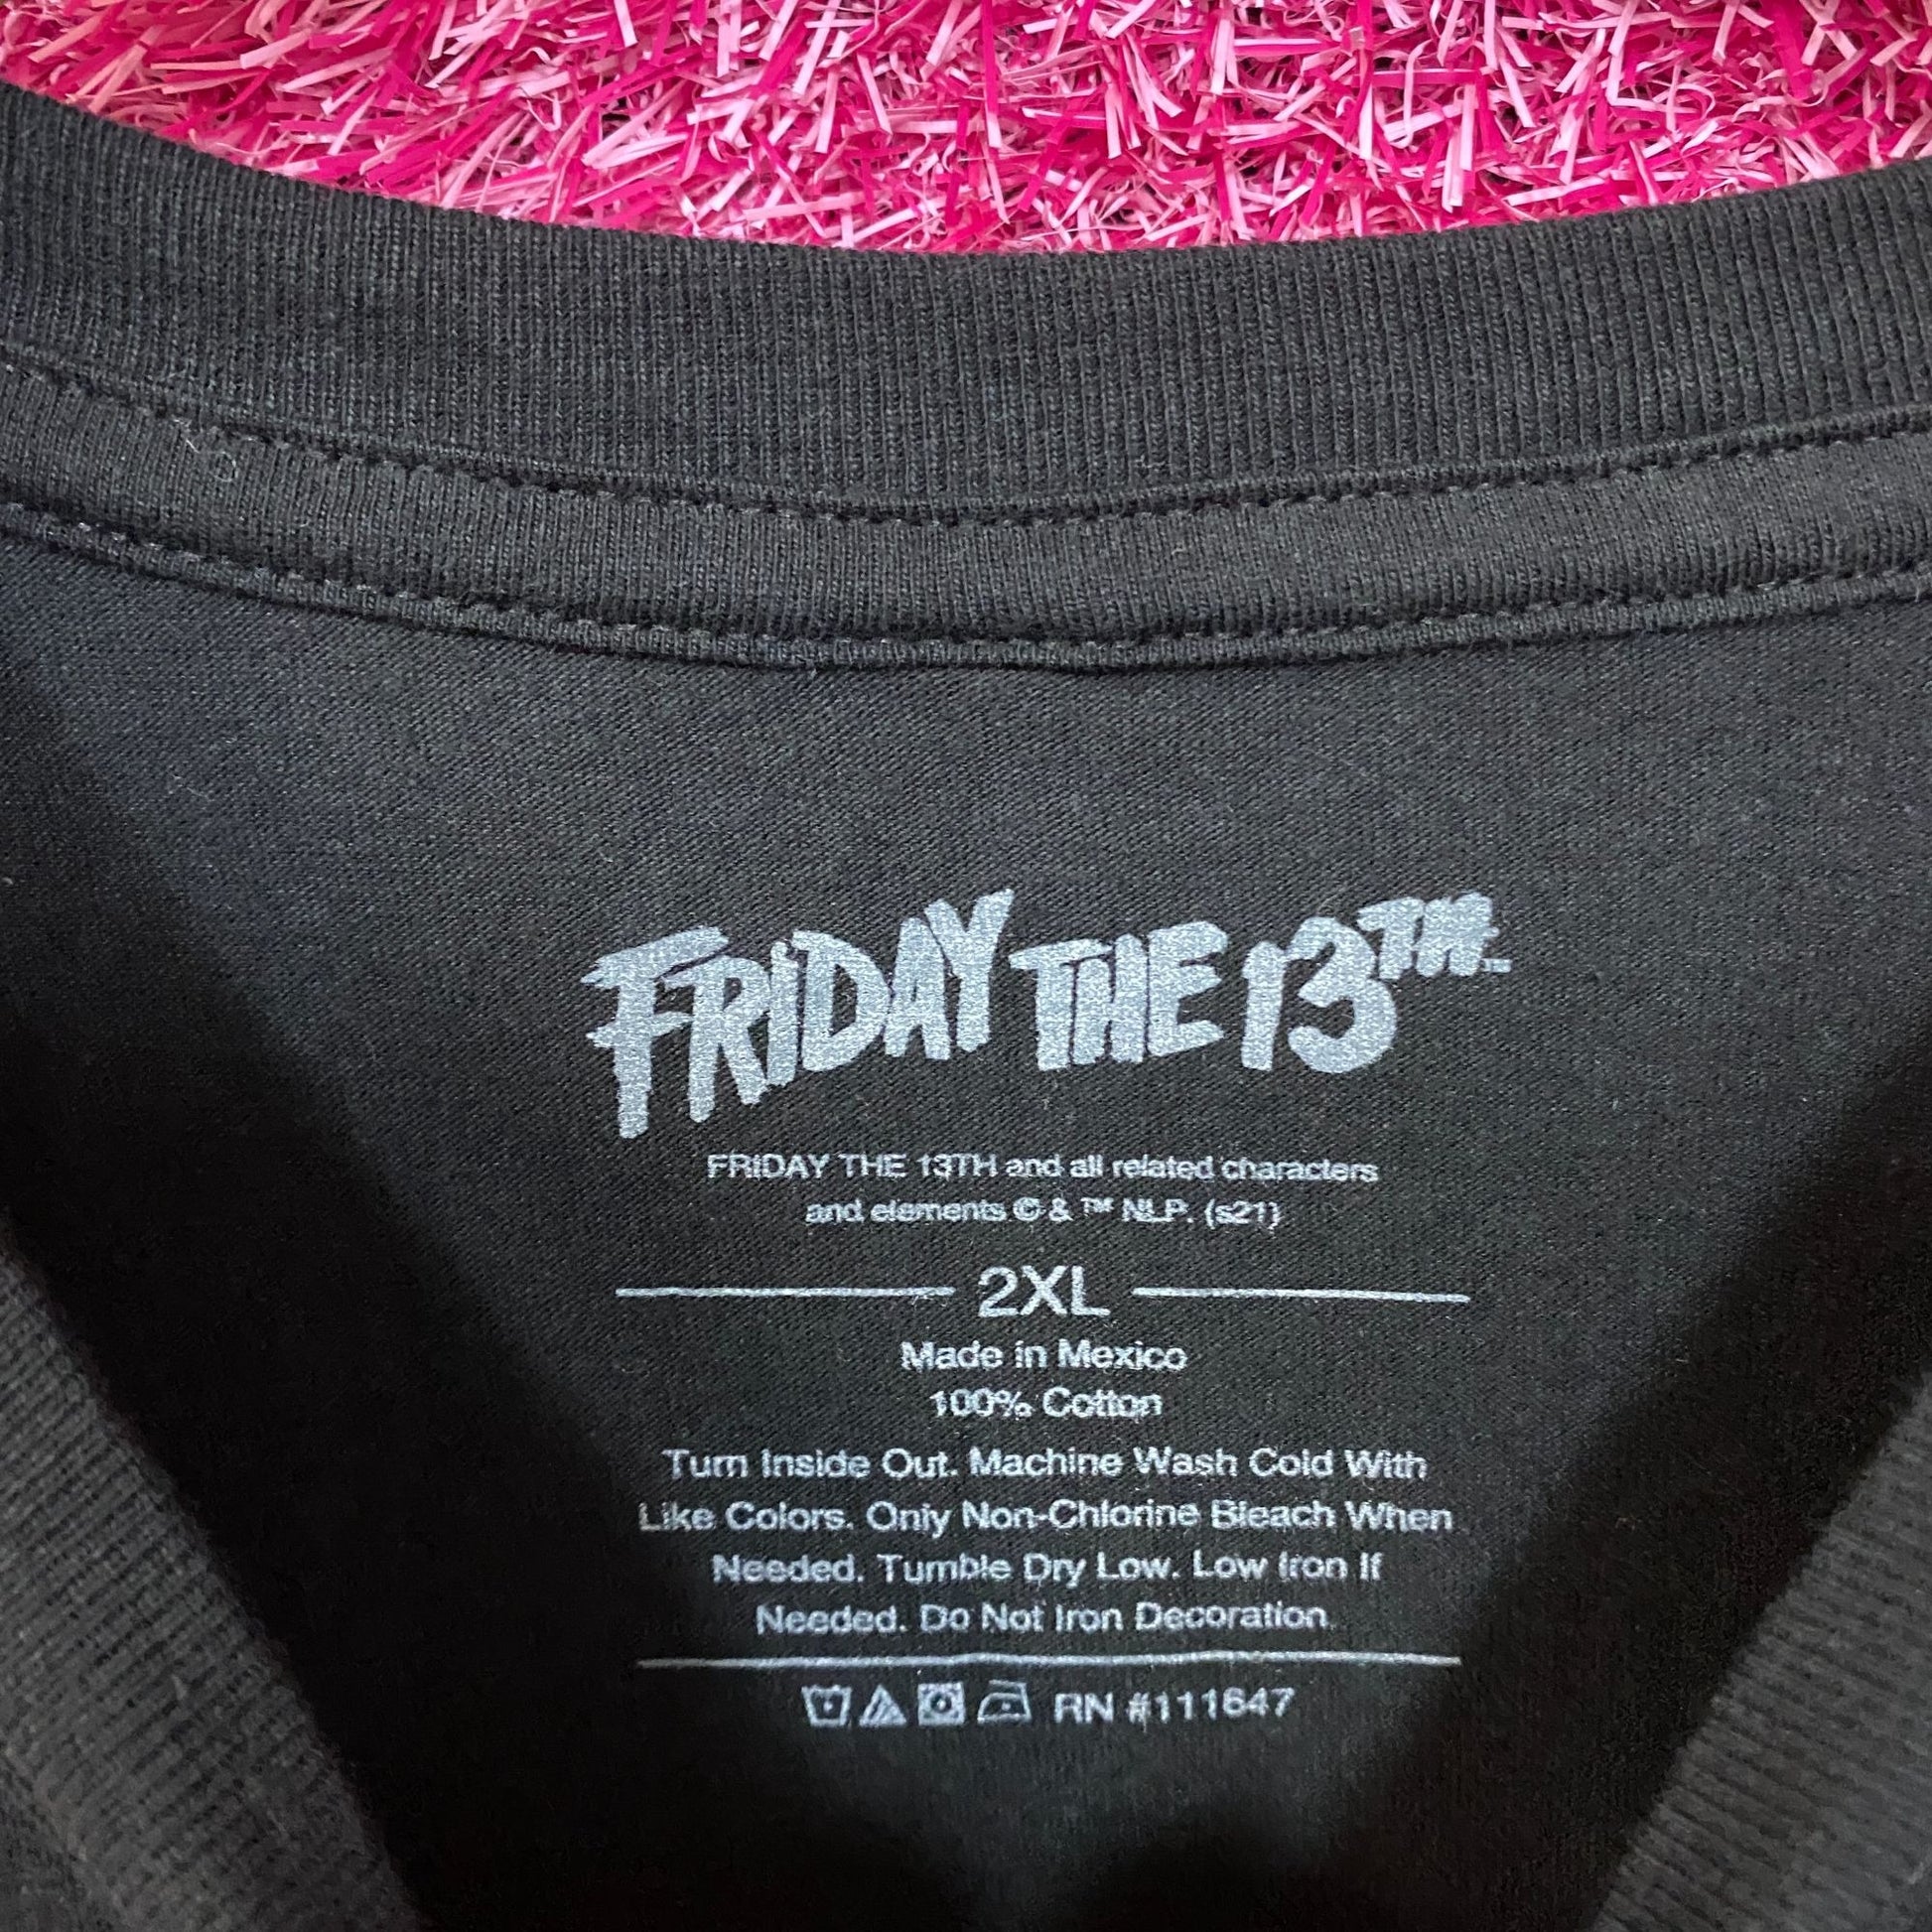 FRIDAY THE 13TH™
FRIDAY THE 13TH and all related characters
and elements © & ™ NLP. (s21)
2XL
Made in Mexico
100% Cotton
Turn Inside Out. Machine Wash Cold With
Like Colors. Only Non-Chlorine Bleach When
Needed. Tumble Dry Low. Low Iron If
Needed. Do Not Iron Decoration.
RN #111647